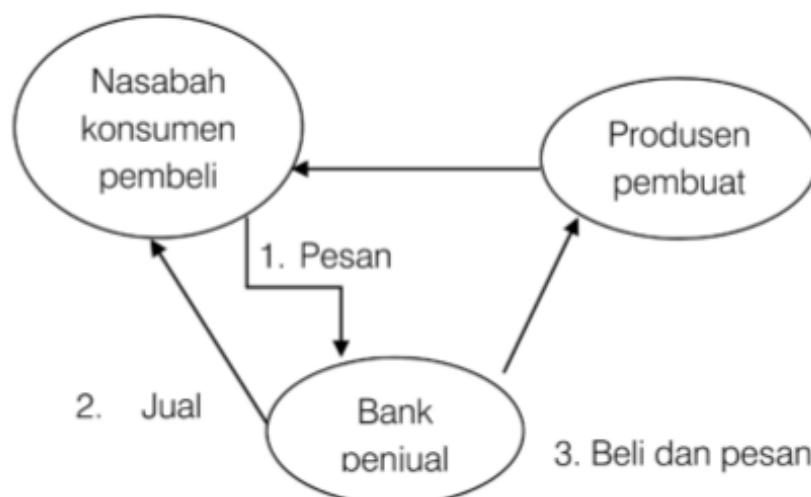 Nasabah
konsumen
pembeli
Produsen
pembuat
1. Pesan
2. Jual
Bank
penjual
3. Beli dan pesan